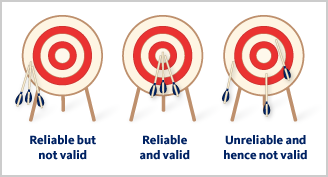 Reliable but
not valid
Reliable
and valid
Unreliable and
hence not valid